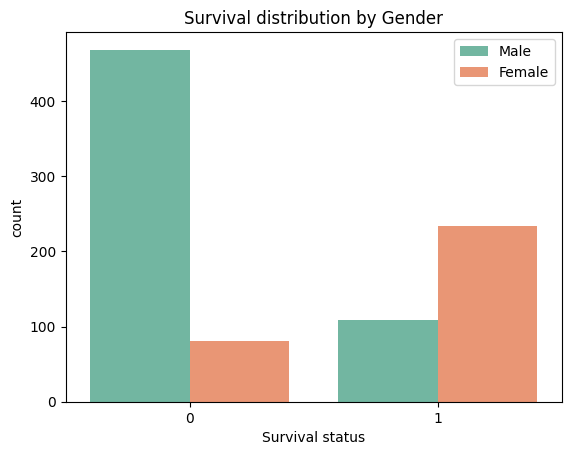 Survival distribution by Gender
Male
Female
400
300
200
100
0
count
0 1
Survival status